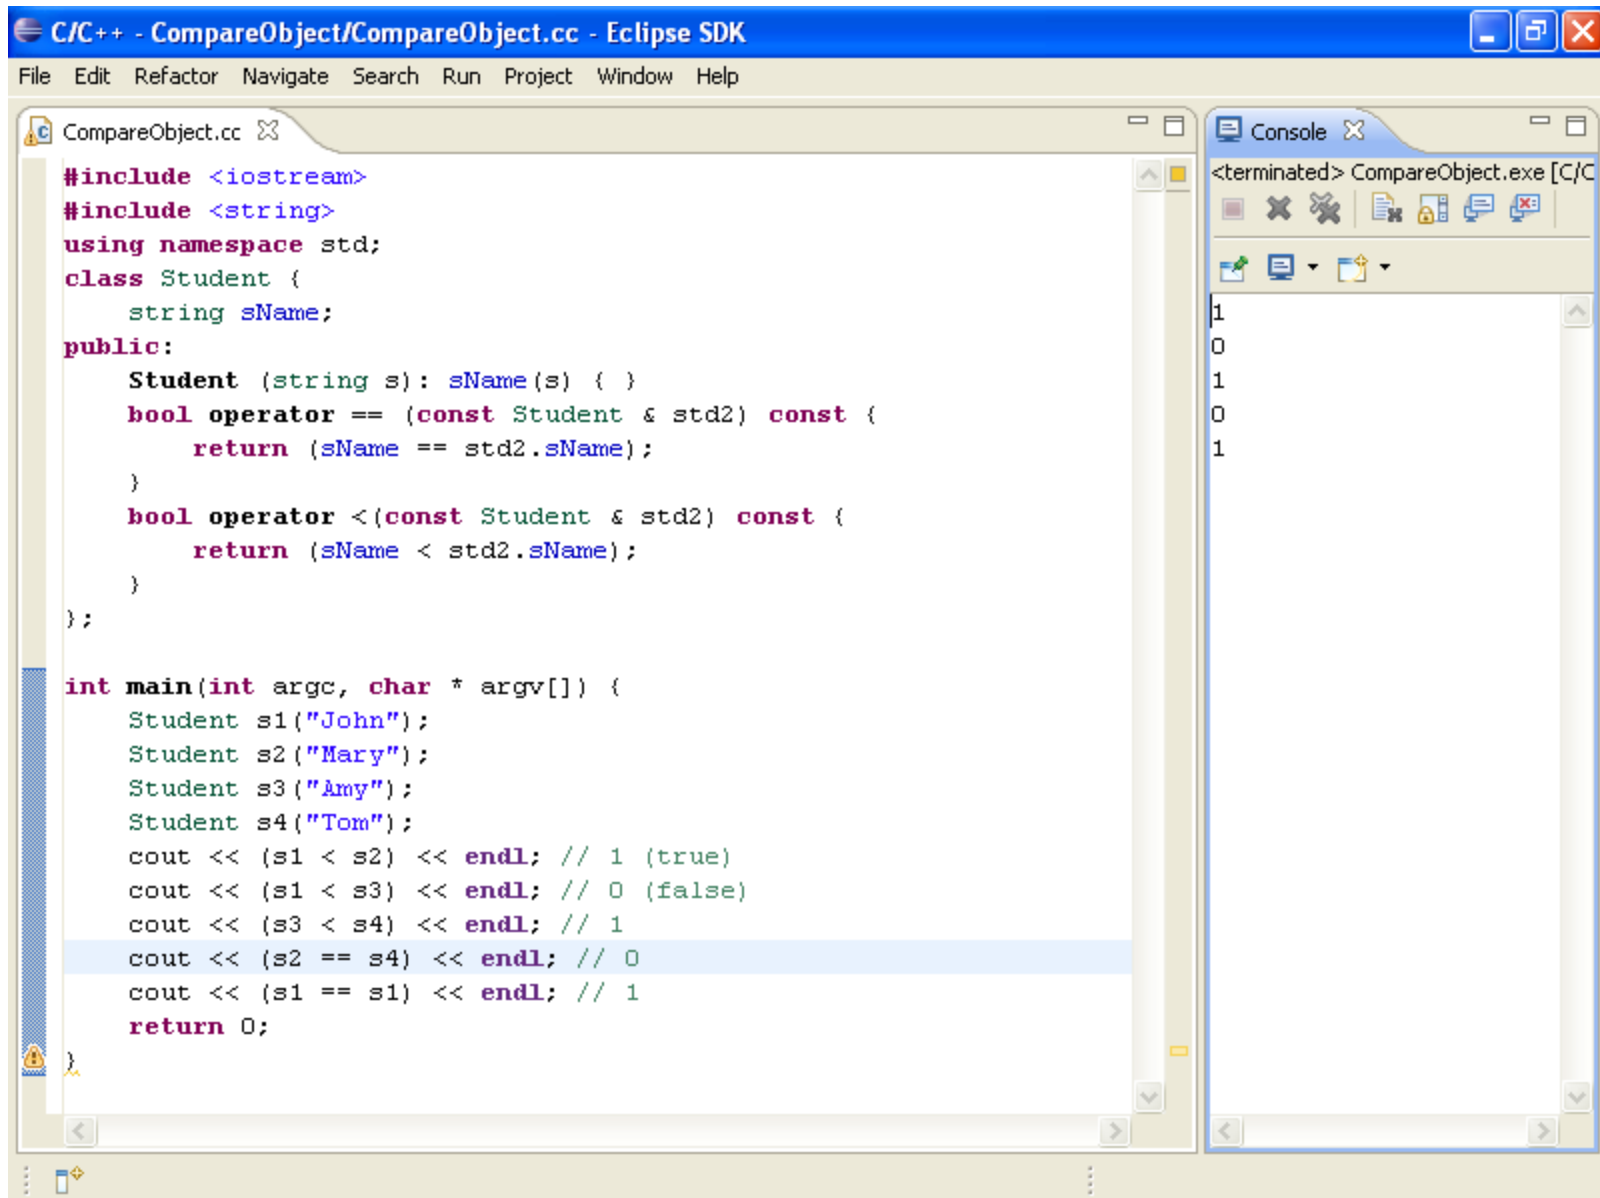 C/C++ - CompareObject/CompareObject.cc - Eclipse SDK
File Edit Refactor Navigate Search Run Project Window Help
CompareObject.cc
#include <iostream>
#include <string>
using namespace std;
class Student {
    string sName;
public:
    Student (string s): sName(s) { }
    bool operator == (const Student & std2) const {
        return (sName == std2.sName);
    }
    bool operator <(const Student & std2) const {
        return (sName < std2.sName);
    }
};
int main(int argc, char * argv[]) {
    Student s1("John");
    Student s2("Mary");
    Student s3("Amy");
    Student s4("Tom");
    cout << (s1 < s2) << endl; // 1 (true)
    cout << (s1 < s3) << endl; // 0 (false)
    cout << (s3 < s4) << endl; // 1
    cout << (s2 == s4) << endl; // 0
    cout << (s1 == s1) << endl; // 1
    return 0;
}
Console
<terminated> CompareObject.exe [C/C
1
0
1
0
1